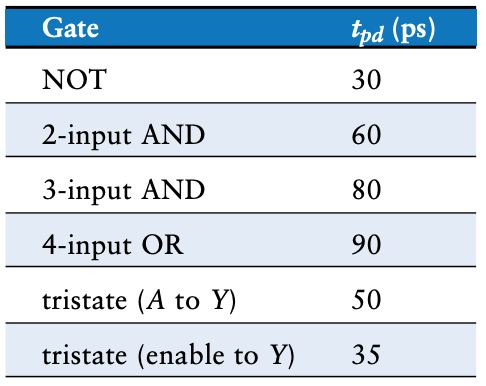 Gate tpd (ps)
NOT 30
2-input AND 60
3-input AND 80
4-input OR 90
tristate (A to Y) 50
tristate (enable to Y) 35